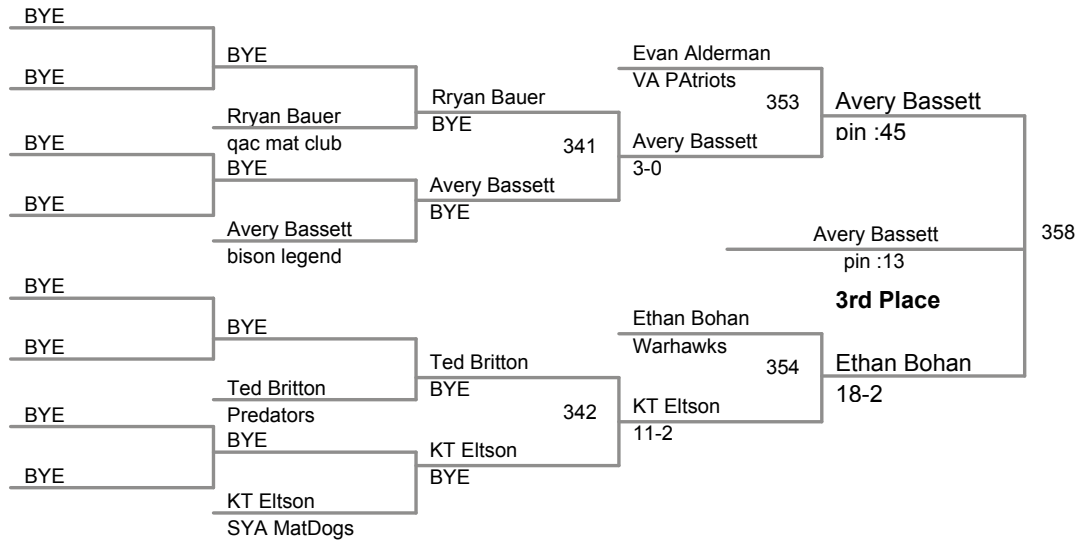 BYE
BYE
BYE
BYE
BYE
BYE
BYE
BYE
BYE
Rryan Bauer
qac mat club
BYE
Avery Bassett
bison legend
BYE
Ted Britton
Predators
BYE
KT Eltson
SYA MatDogs
Rryan Bauer
BYE
341
Avery Bassett
BYE
Ted Britton
BYE
342
KT Eltson
BYE
Evan Alderman
VA PAtriots
353
Avery Bassett
3-0
Ethan Bohan
Warhawks
354
KT Eltson
11-2
Avery Bassett
pin :45
Avery Bassett
pin :13
358
3rd Place
Ethan Bohan
18-2